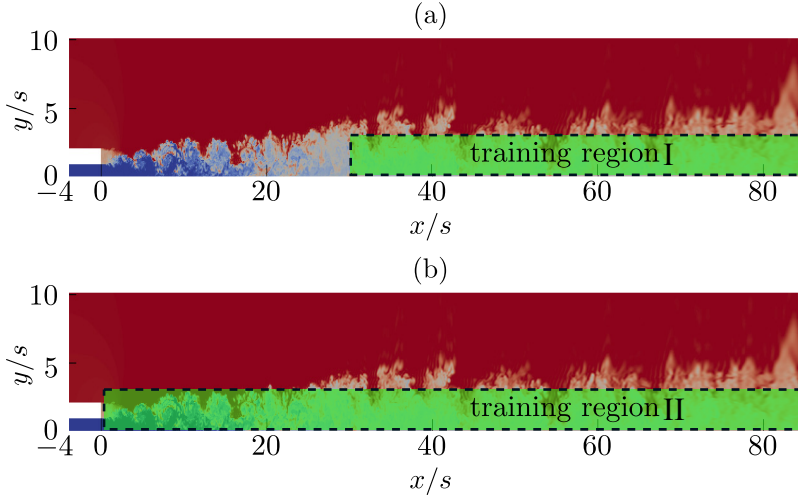 (a)
10
5
0
y/s
training region I
−4 0 20 40 60 80
x/s
(b)
10
5
0
y/s
training region II
−4 0 20 40 60 80
x/s